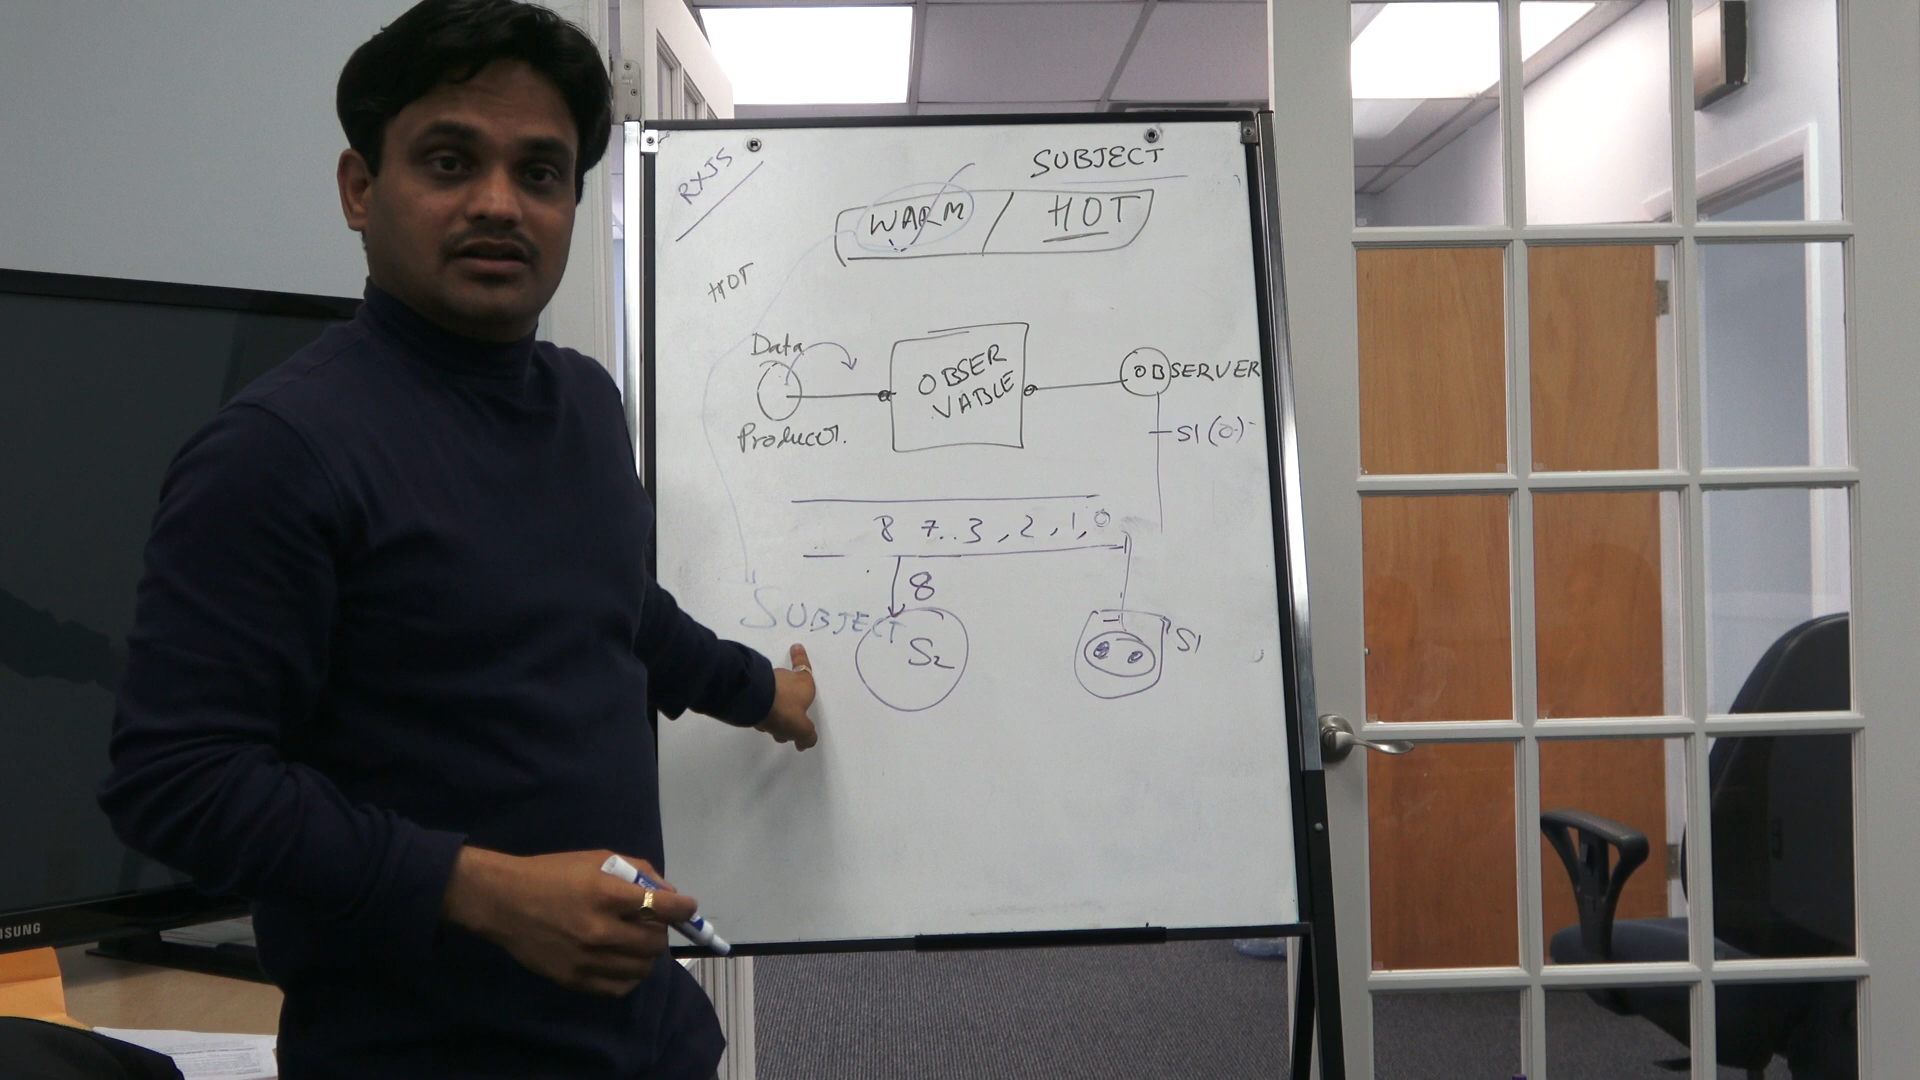 RXJS
SUBJECT
WARM / HOT
HOT
Data
Producer.
OBSER
VABLE
OBSERVER
S1 (0)
8 7..3, 2, 1, 0
8
SUBJECT
S2
S1
SUNG